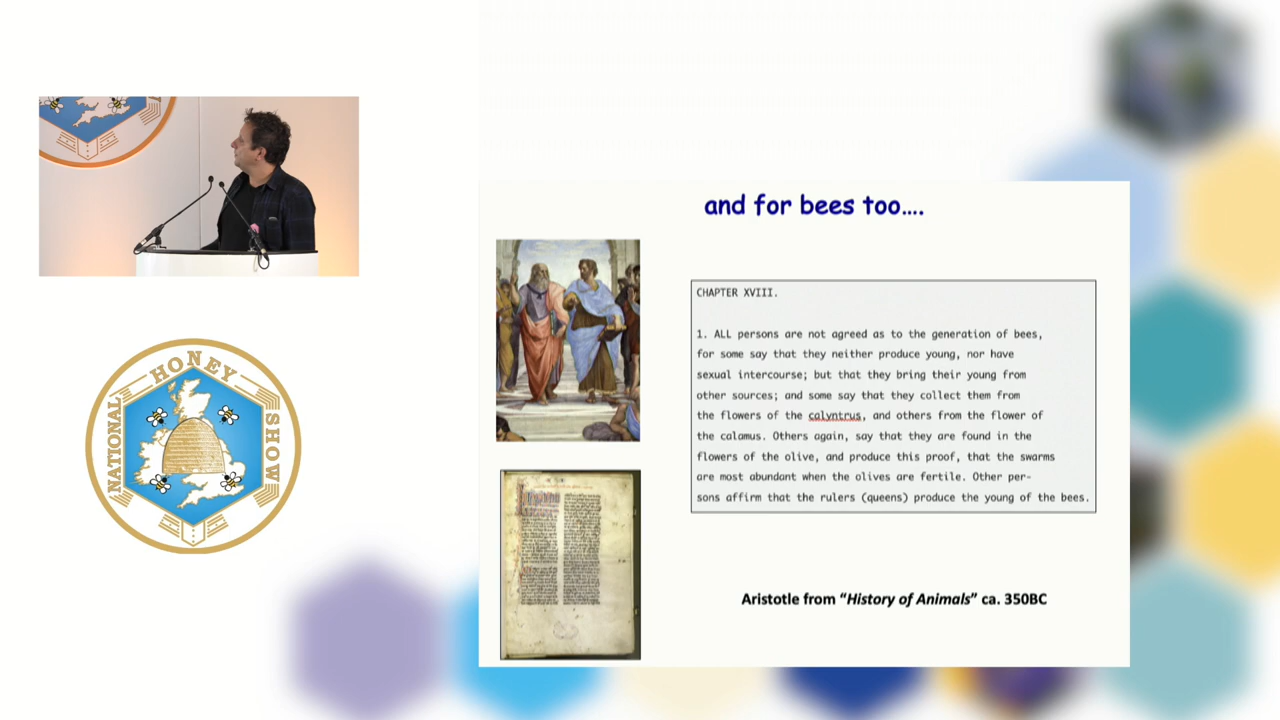 NATIONAL HONEY SHOW
and for bees too....
CHAPTER XVIII.
1. ALL persons are not agreed as to the generation of bees,
for some say that they neither produce young, nor have
sexual intercourse; but that they bring their young from
other sources; and some say that they collect them from
the flowers of the calyntrus, and others from the flower of
the calamus. Others again, say that they are found in the
flowers of the olive, and produce this proof, that the swarms
are most abundant when the olives are fertile. Other per-
sons affirm that the rulers (queens) produce the young of the bees.
Aristotle from “History of Animals” ca. 350BC